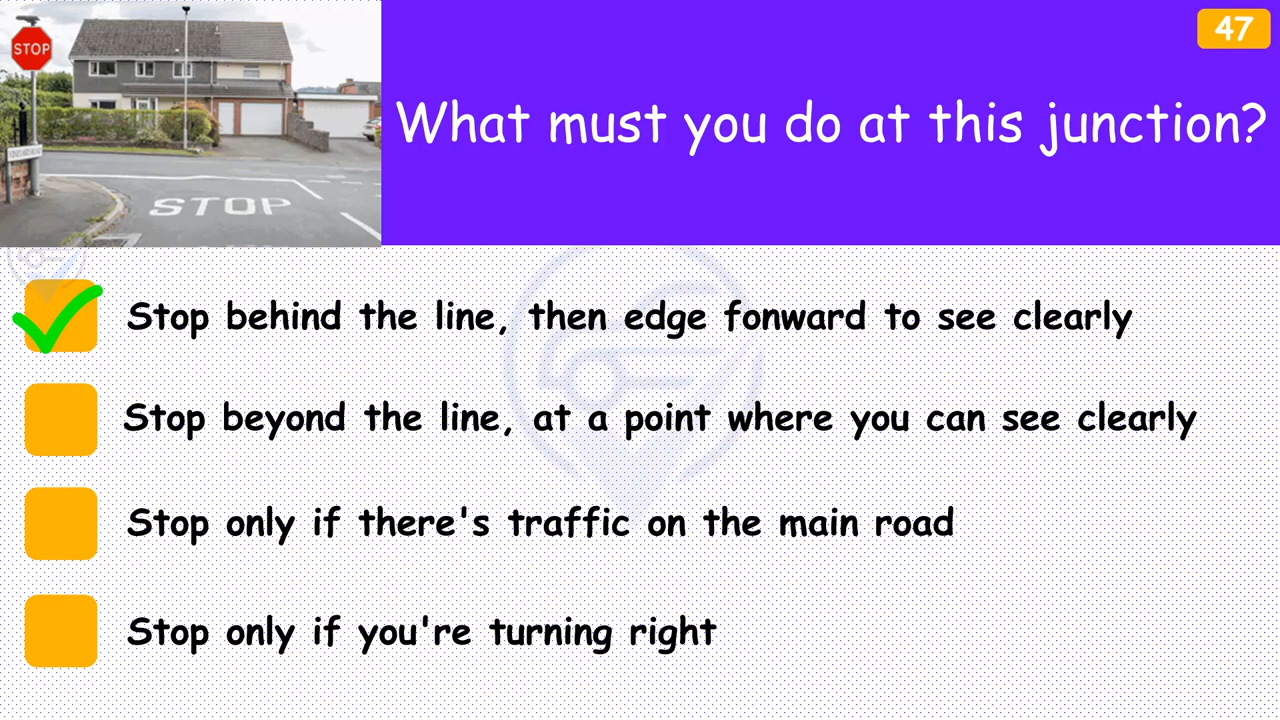 STOP
47
What must you do at this junction?
STOP
Stop behind the line, then edge fonward to see clearly
Stop beyond the line, at a point where you can see clearly
Stop only if there's traffic on the main road
Stop only if you're turning right